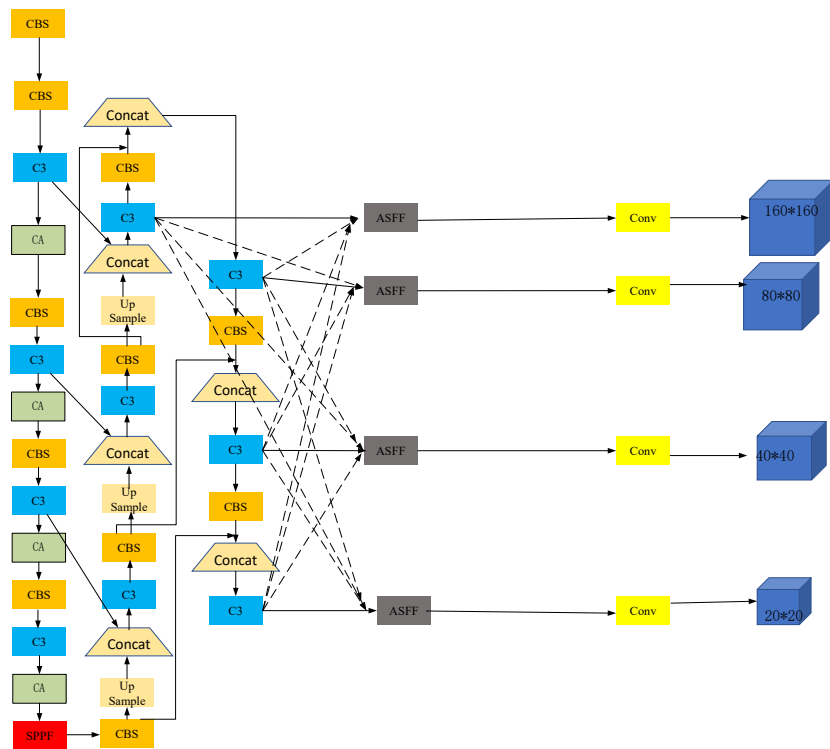 CBS
CBS
C3
CA
CBS
C3
CA
CBS
C3
CA
CBS
C3
CA
SPPF
Concat
CBS
C3
Concat
Up
Sample
CBS
C3
Concat
Up
Sample
CBS
C3
Concat
Up
Sample
CBS
C3
CBS
Concat
C3
CBS
Concat
C3
ASFF
ASFF
ASFF
ASFF
Conv
Conv
Conv
Conv
160*160
80*80
40*40
20*20